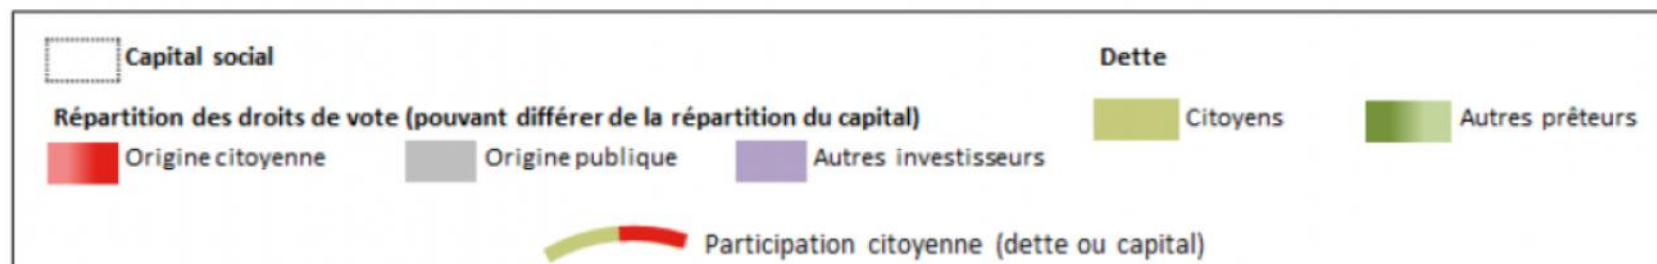 Capital social
Dette
Répartition des droits de vote (pouvant différer de la répartition du capital)
Citoyens
Autres prêteurs
Origine citoyenne
Origine publique
Autres investisseurs
Participation citoyenne (dette ou capital)